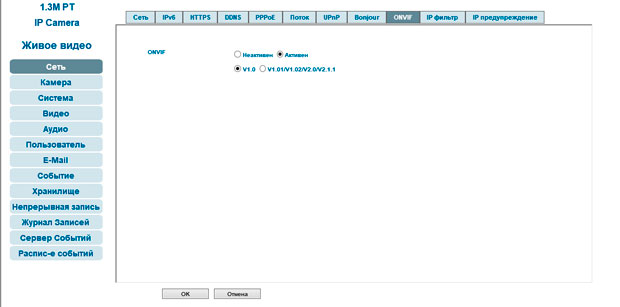 1.3M PT
IP Camera
Живое видео
Сеть
Камера
Система
Видео
Аудио
Пользователь
E-Mail
Событие
Хранилище
Непрерывная запись
Журнал Записей
Сервер Событий
Распис-е событий
Сеть IPv6 HTTPS DDNS PPPoE Поток UPnP Bonjour ONVIF IP фильтр IP предупреждение
ONVIF
Неактивен Активен
V1.0 V1.01/V1.02/V2.0/V2.1.1
OK Отмена